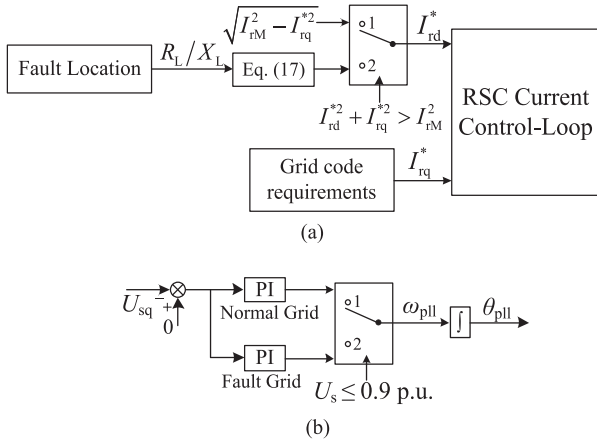 √(I_rM^2 − I_rq^*2)
1
I_rd^*
Fault Location
R_L/X_L
Eq. (17)
2
RSC Current
Control-Loop
I_rd^*2 + I_rq^*2 > I_rM^2
Grid code
requirements
I_rq^*
(a)
U_sq
−
+
0
PI
Normal Grid
PI
Fault Grid
1
2
ω_pll
∫
θ_pll
U_s ≤ 0.9 p.u.
(b)